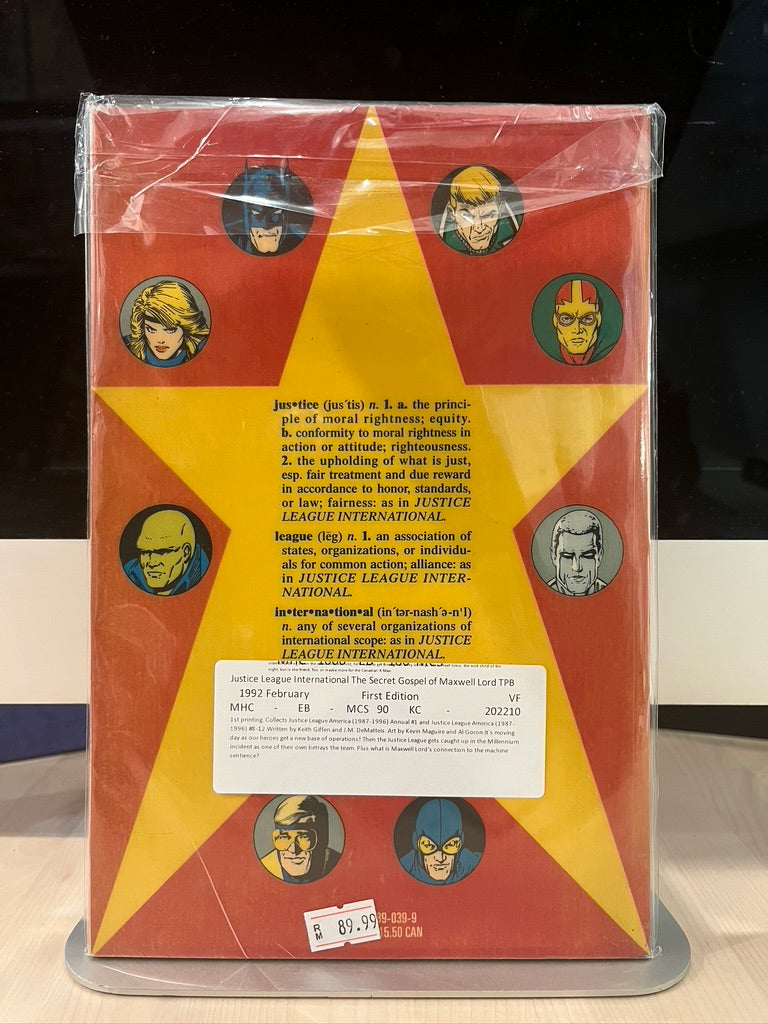 jus•tice (jus´tis) n. 1. a. the princi-
ple of moral rightness; equity.
b. conformity to moral rightness in
action or attitude; righteousness.
2. the upholding of what is just,
esp. fair treatment and due reward
in accordance to honor, standards,
or law; fairness: as in JUSTICE
LEAGUE INTERNATIONAL.
league (lēg) n. 1. an association of
states, organizations, or individu-
als for common action; alliance: as
in JUSTICE LEAGUE INTER-
NATIONAL.
in•ter•na•tion•al (in´tər-nash´ə-n'l)
n. any of several organizations of
international scope: as in JUSTICE
LEAGUE INTERNATIONAL.
Justice League International The Secret Gospel of Maxwell Lord TPB
1992 February First Edition VF
MHC - EB - MCS 90 KC - 202210
1st printing. Collects Justice League America (1987-1996) Annual #1 and Justice League America (1987-
1996) #8-12. Written by Keith Giffen and J.M. DeMatteis. Art by Kevin Maguire and Al Gordon. It's moving
day as our heroes get a new base of operations! Then the Justice League gets caught up in the Millennium
incident as one of their own betrays the team. Plus what is Maxwell Lord's connection to the machine
sentience?
RM 89.99
39-039-9
15.50 CAN